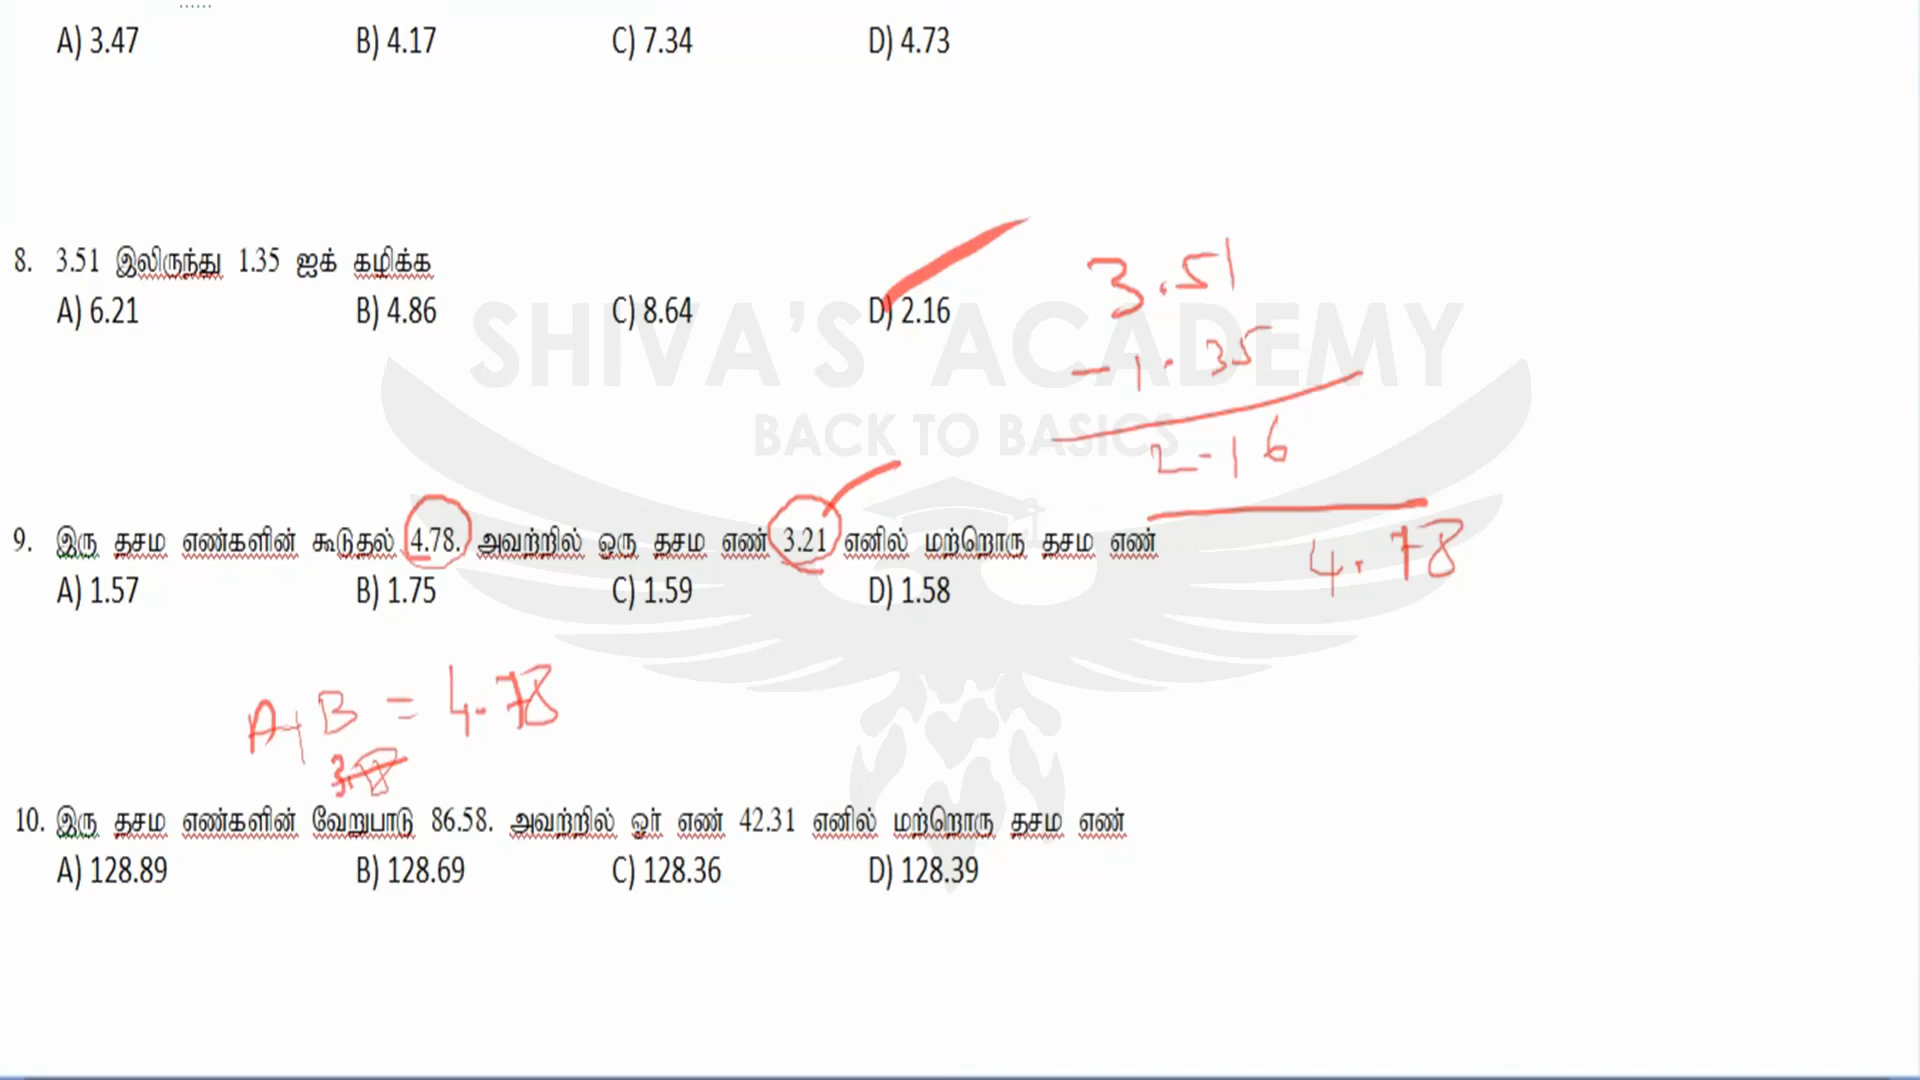 A) 3.47 B) 4.17 C) 7.34 D) 4.73
8. 3.51 இலிருந்து 1.35 ஐக் கழிக்க
A) 6.21 B) 4.86 C) 8.64 D) 2.16
3.51
-1.35
2-16
SHIVA'S ACADEMY
BACK TO BASICS
9. இரு தசம எண்களின் கூடுதல் 4.78. அவற்றில் ஒரு தசம எண் 3.21 எனில் மற்றொரு தசம எண்
A) 1.57 B) 1.75 C) 1.59 D) 1.58
4.78
A+B = 4.78
10. இரு தசம எண்களின் வேறுபாடு 86.58. அவற்றில் ஓர் எண் 42.31 எனில் மற்றொரு தசம எண்
A) 128.89 B) 128.69 C) 128.36 D) 128.39